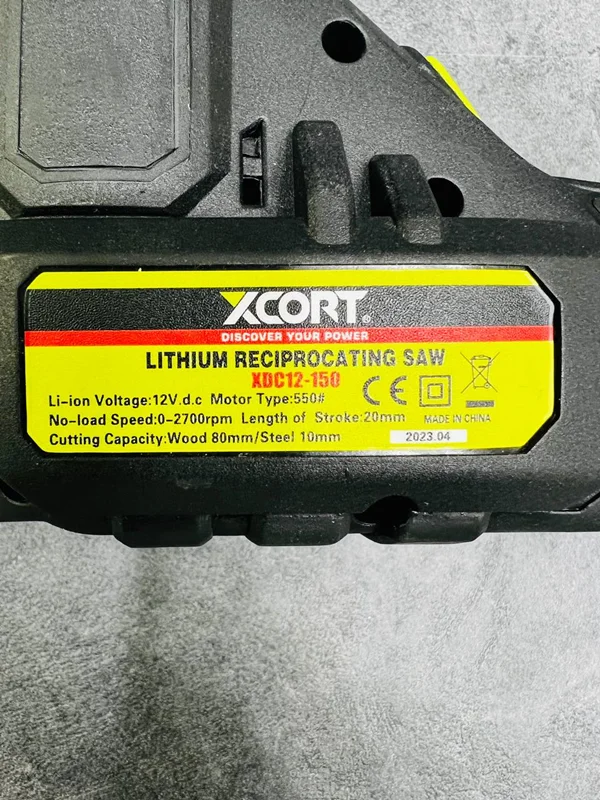 XCORT®
DISCOVER YOUR POWER
LITHIUM RECIPROCATING SAW
XDC12-150
Li-ion Voltage:12V.d.c Motor Type:550#
No-load Speed:0-2700rpm Length of Stroke:20mm
Cutting Capacity:Wood 80mm/Steel 10mm
CE
MADE IN CHINA
2023.04